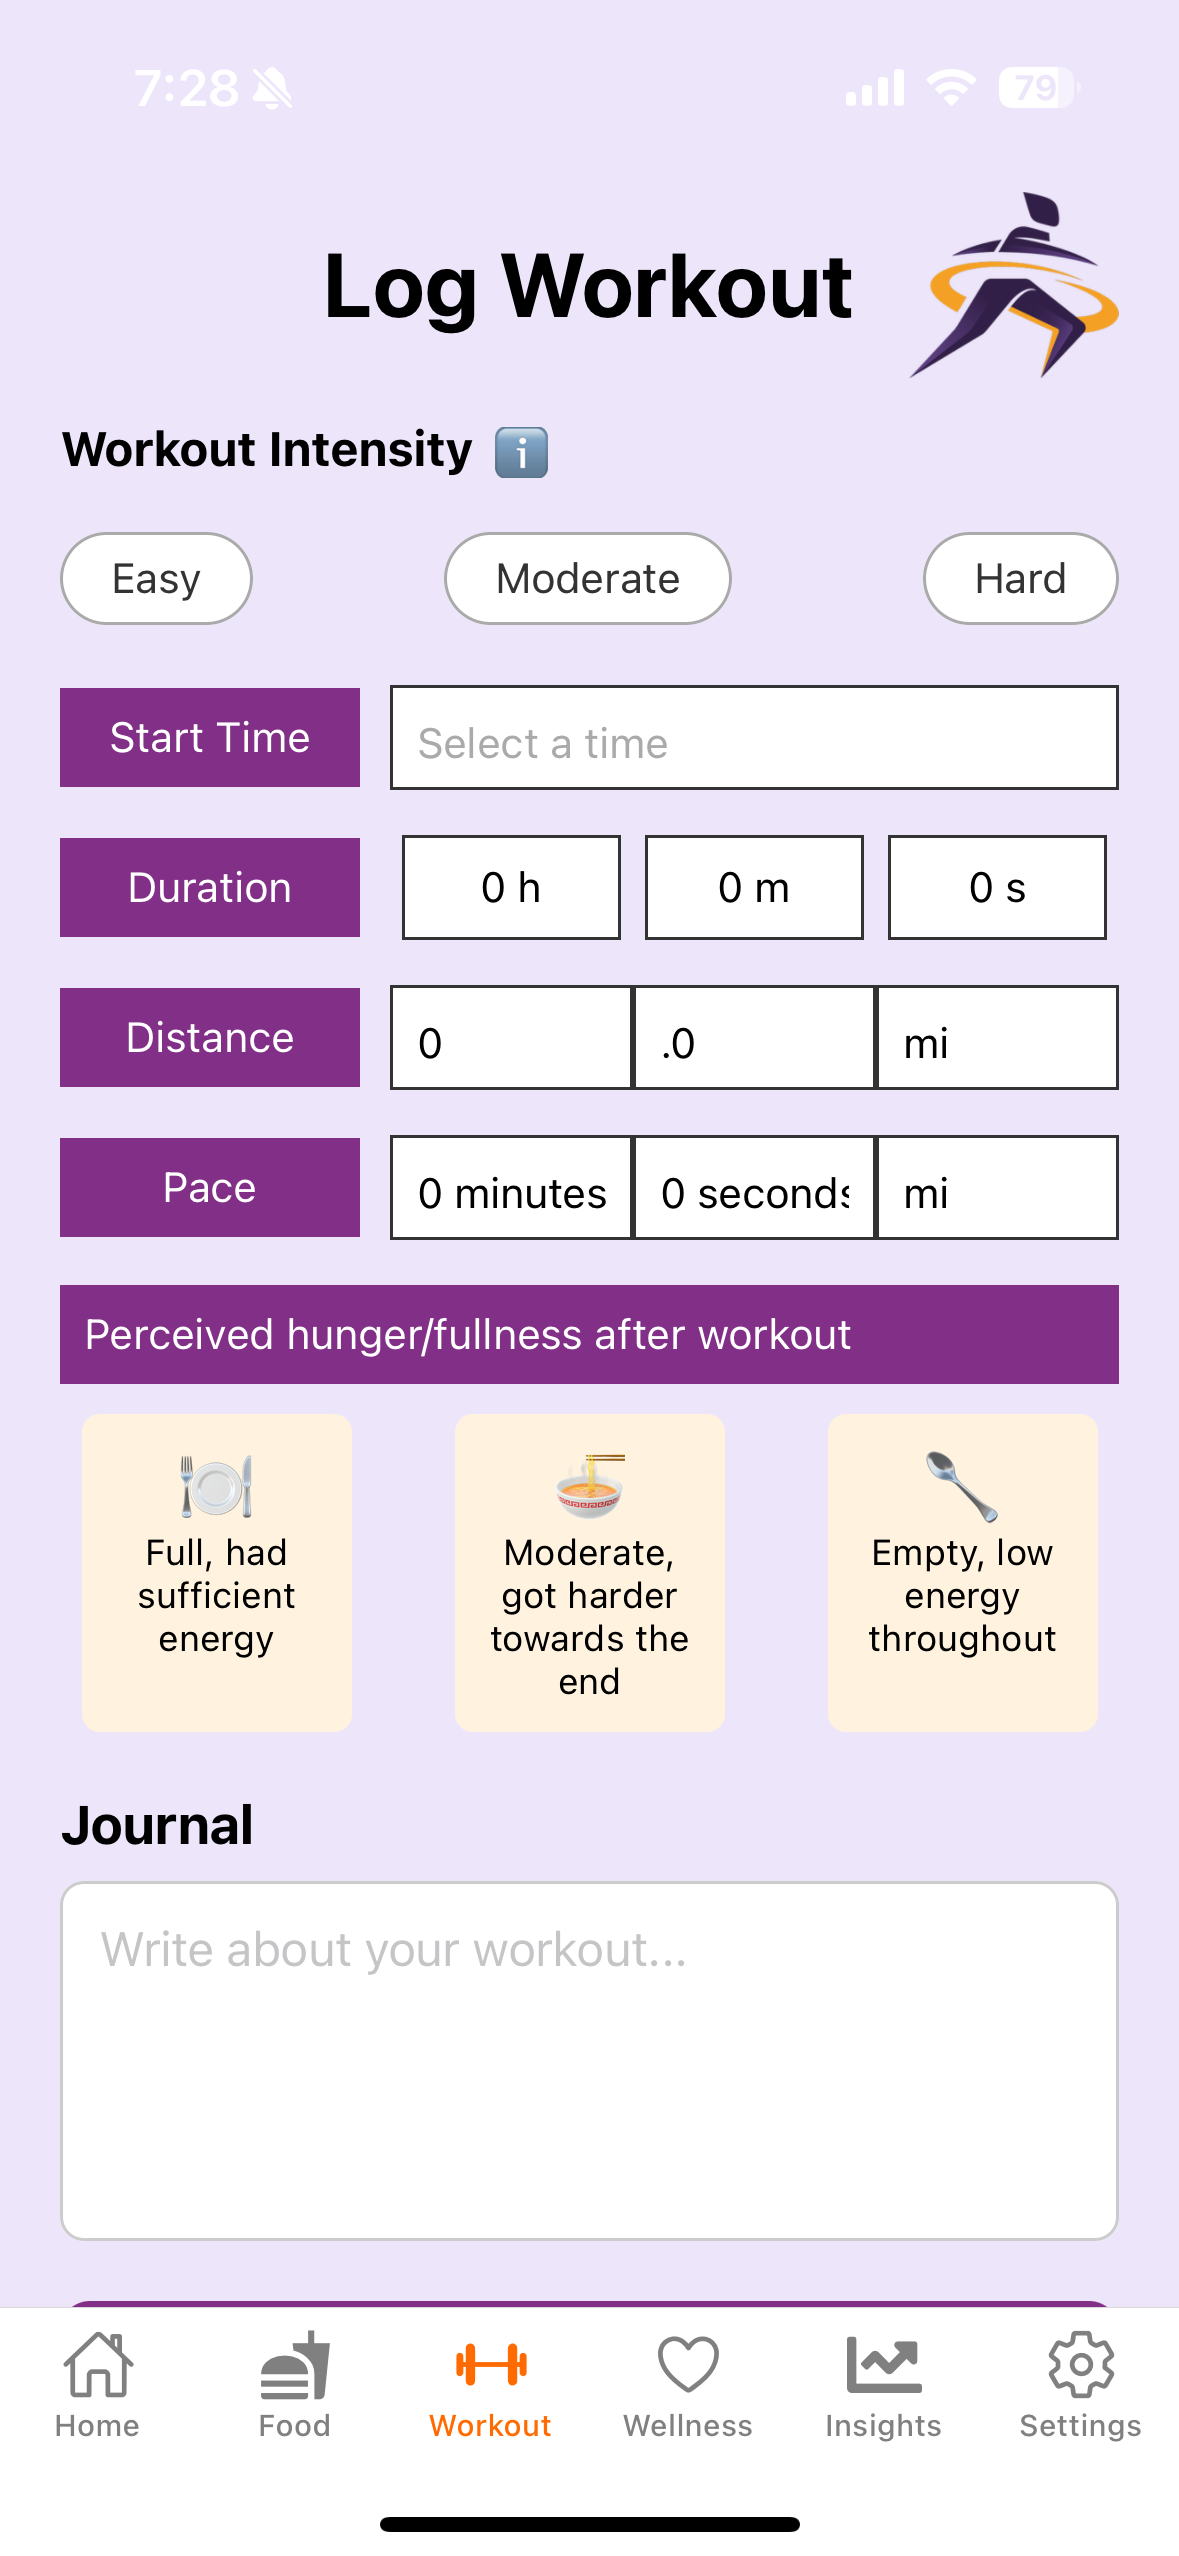 7:28
79
Log Workout
Workout Intensity
Easy
Moderate
Hard
Start Time
Select a time
Duration
0 h
0 m
0 s
Distance
0
.0
mi
Pace
0 minutes
0 seconds
mi
Perceived hunger/fullness after workout
Full, had
sufficient
energy
Moderate,
got harder
towards the
end
Empty, low
energy
throughout
Journal
Write about your workout...
Home
Food
Workout
Wellness
Insights
Settings